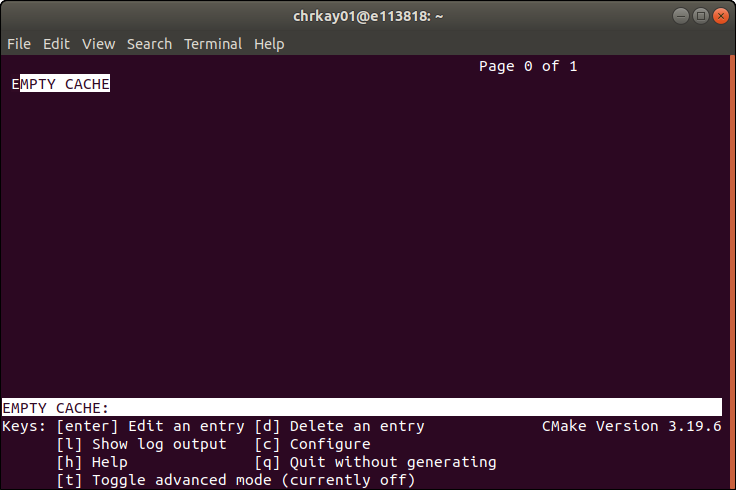 chrkay01@e113818: ~
File Edit View Search Terminal Help
Page 0 of 1
EMPTY CACHE
EMPTY CACHE:
Keys: [enter] Edit an entry [d] Delete an entry CMake Version 3.19.6
[l] Show log output [c] Configure
[h] Help [q] Quit without generating
[t] Toggle advanced mode (currently off)